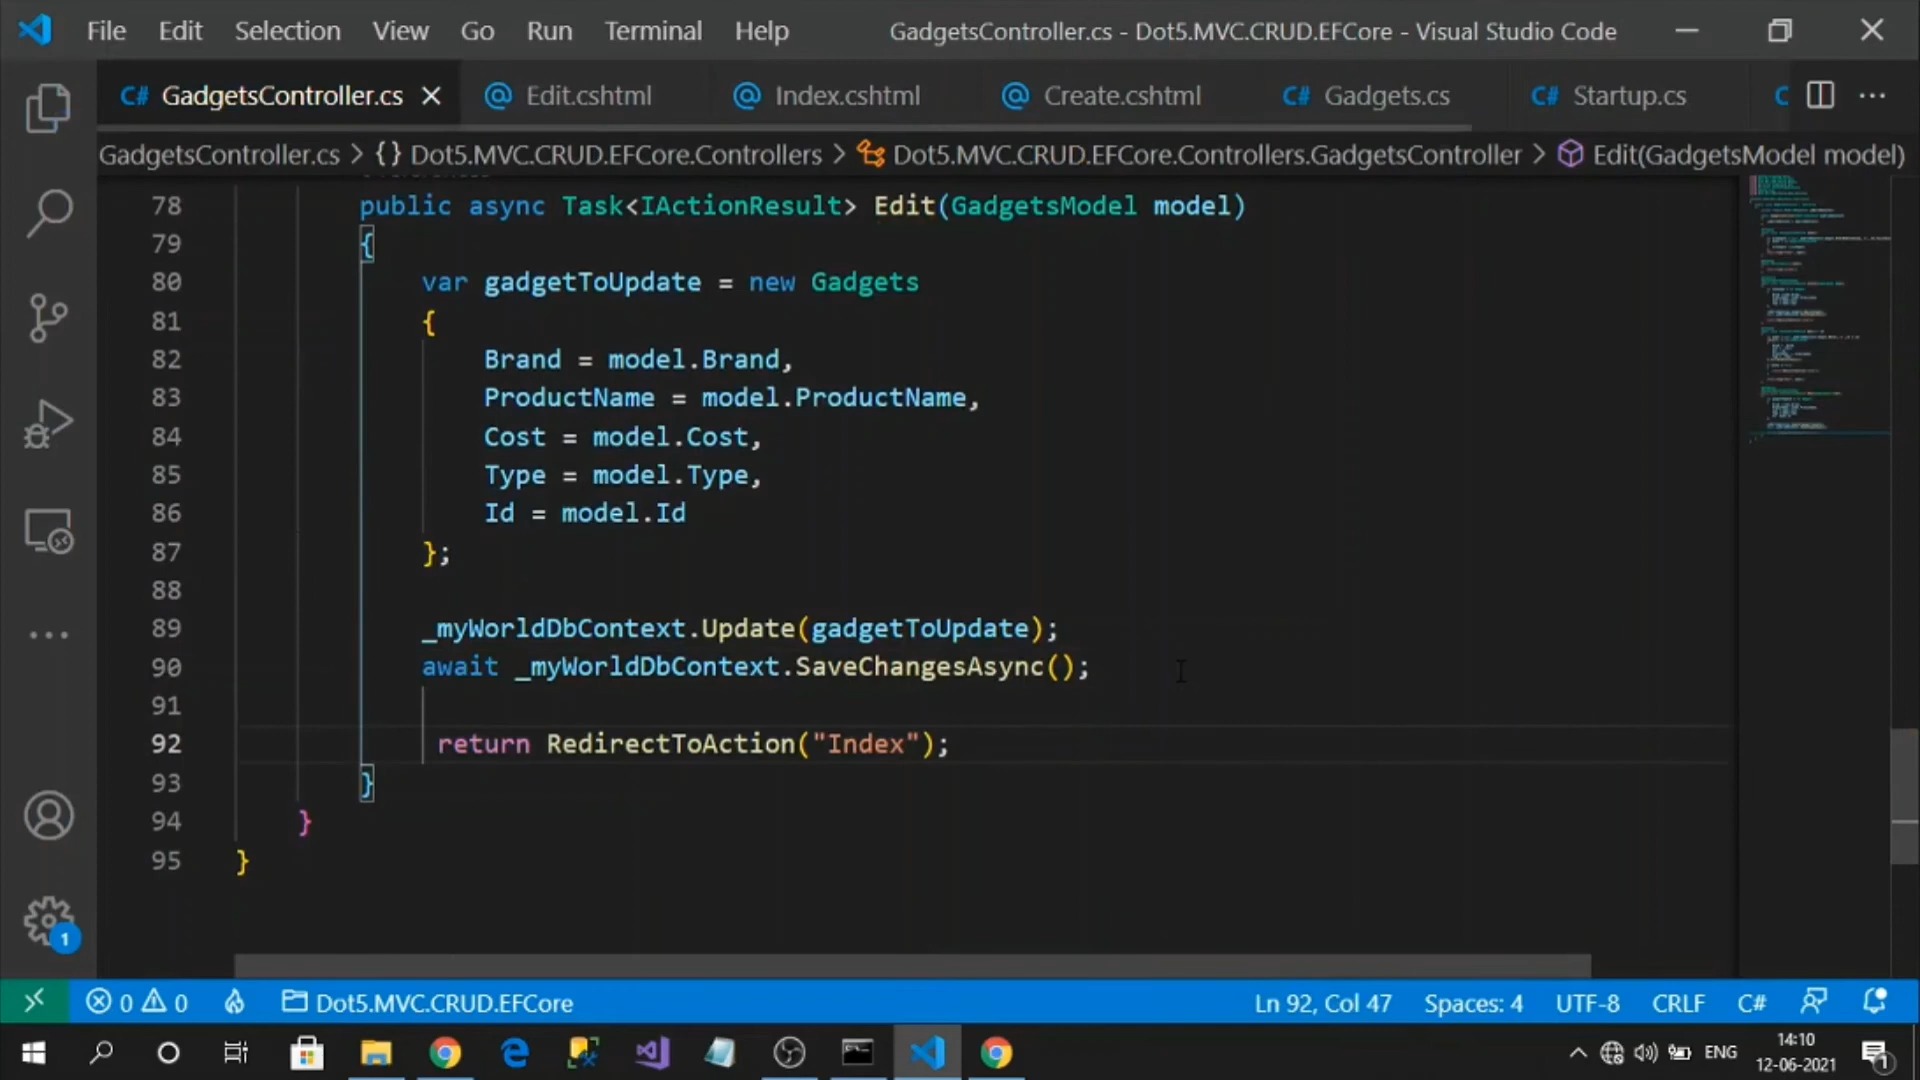 File Edit Selection View Go Run Terminal Help GadgetsController.cs - Dot5.MVC.CRUD.EFCore - Visual Studio Code
C# GadgetsController.cs Edit.cshtml Index.cshtml Create.cshtml C# Gadgets.cs C# Startup.cs
GadgetsController.cs > {} Dot5.MVC.CRUD.EFCore.Controllers > Dot5.MVC.CRUD.EFCore.Controllers.GadgetsController > Edit(GadgetsModel model)
78 public async Task<IActionResult> Edit(GadgetsModel model)
79 {
80 var gadgetToUpdate = new Gadgets
81 {
82 Brand = model.Brand,
83 ProductName = model.ProductName,
84 Cost = model.Cost,
85 Type = model.Type,
86 Id = model.Id
87 };
88
89 _myWorldDbContext.Update(gadgetToUpdate);
90 await _myWorldDbContext.SaveChangesAsync();
91
92 return RedirectToAction("Index");
93 }
94 }
95 }
1
0 0 Dot5.MVC.CRUD.EFCore Ln 92, Col 47 Spaces: 4 UTF-8 CRLF C#
ENG 14:10
12-06-2021
1